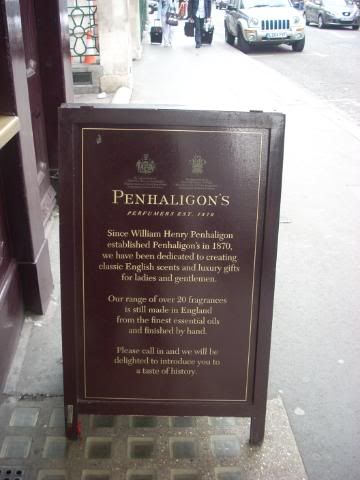 PENHALIGON'S
PERFUMERS EST. 1870
Since William Henry Penhaligon
established Penhaligon's in 1870,
we have been dedicated to creating
classic English scents and luxury gifts
for ladies and gentlemen.
Our range of over 20 fragrances
is still made in England
from the finest essential oils
and finished by hand.
Please call in and we will be
delighted to introduce you to
a taste of history.